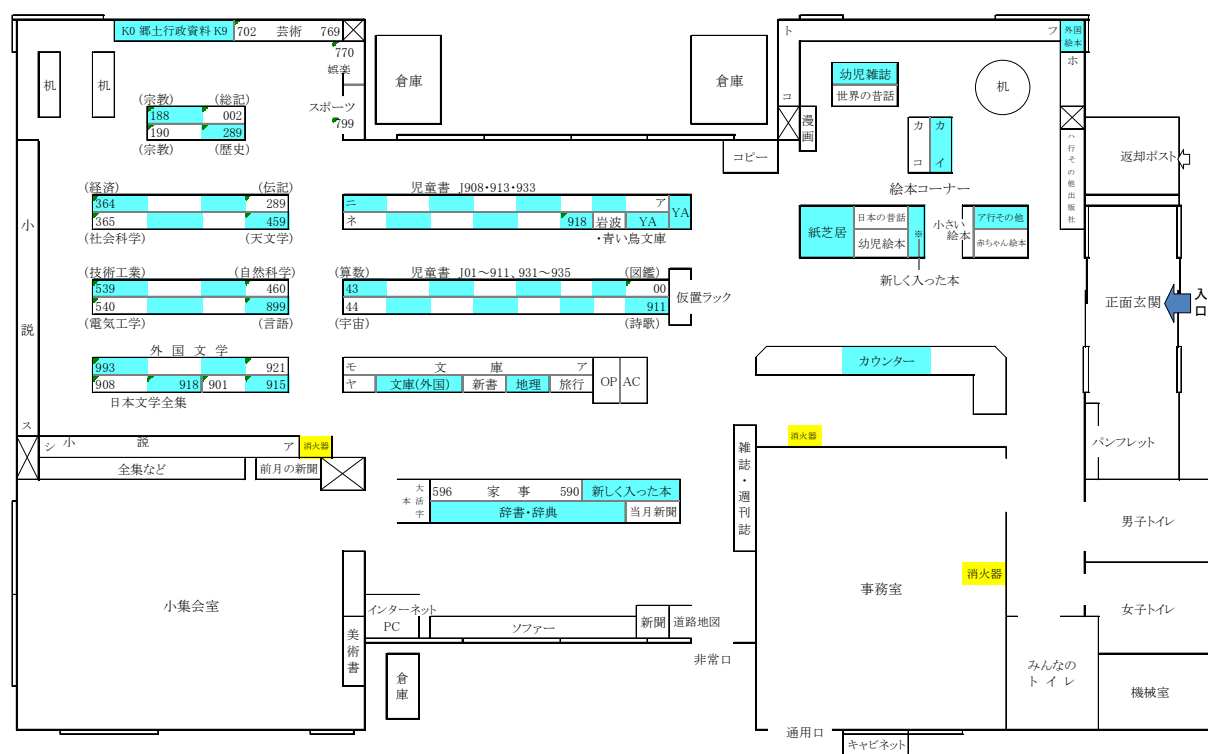 K0 郷土行政資料 K9 702 芸術 769
770
娯楽
スポーツ
799
机
机
(宗教) (総記)
188 002
190 289
(宗教) (歴史)
倉庫
倉庫
コピー
ト
コ
フ
外国
絵本
ホ
漫画
幼児雑誌
世界の昔話
机
カ カ
コ イ
絵本コーナー
ハ行その他出版社
返却ポスト
小説
ス
(経済) (伝記)
364 289
365 459
(社会科学) (天文学)
児童書 J908・913・933
ニ ア YA
ネ 918 岩波 YA
・青い鳥文庫
紙芝居
日本の昔話
幼児絵本
※
新しく入った本
小さい
絵本
ア行その他
赤ちゃん絵本
(技術工業) (自然科学)
539 460
540 899
(電気工学) (言語)
(算数) 児童書 J01～911、931～935 (図鑑)
43 00
44 911
(宇宙) (詩歌)
仮置ラック
正面玄関
入口
外国文学
993 921
908 918 901 915
日本文学全集
モ 文庫 ア
ヤ 文庫(外国) 新書 地理 旅行
OP AC
カウンター
シ 小説 ア
消火器
全集など
前月の新聞
消火器
パンフレット
雑誌・週刊誌
大活字本
596 家事 590 新しく入った本
辞書・辞典 当月新聞
男子トイレ
消火器
事務室
小集会室
インターネット
PC
ソファー
新聞
道路地図
女子トイレ
美術書
倉庫
非常口
みんなの
トイレ
機械室
通用口
キャビネット